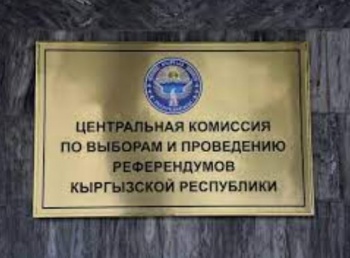 ЦЕНТРАЛЬНАЯ КОМИССИЯ
ПО ВЫБОРАМ И ПРОВЕДЕНИЮ
РЕФЕРЕНДУМОВ
КЫРГЫЗСКОЙ РЕСПУБЛИКИ